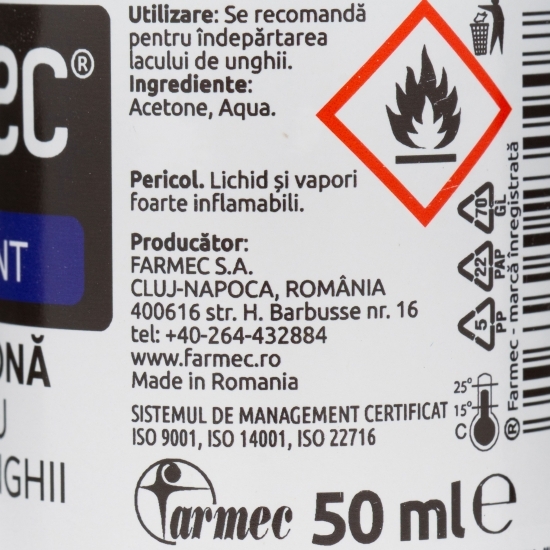 ec®
NT
ONĂ
U
NGHII
Utilizare: Se recomandă
pentru îndepărtarea
lacului de unghii.
Ingrediente:
Acetone, Aqua.
Pericol. Lichid și vapori
foarte inflamabili.
Producător:
FARMEC S.A.
CLUJ-NAPOCA, ROMÂNIA
400616 str. H. Barbusse nr. 16
tel: +40-264-432884
www.farmec.ro
Made in Romania
SISTEMUL DE MANAGEMENT CERTIFICAT
ISO 9001, ISO 14001, ISO 22716
farmec 50 ml e
70
GL
22
PAP
5
PP
25°
15°
C
® Farmec - marcă înregistrată